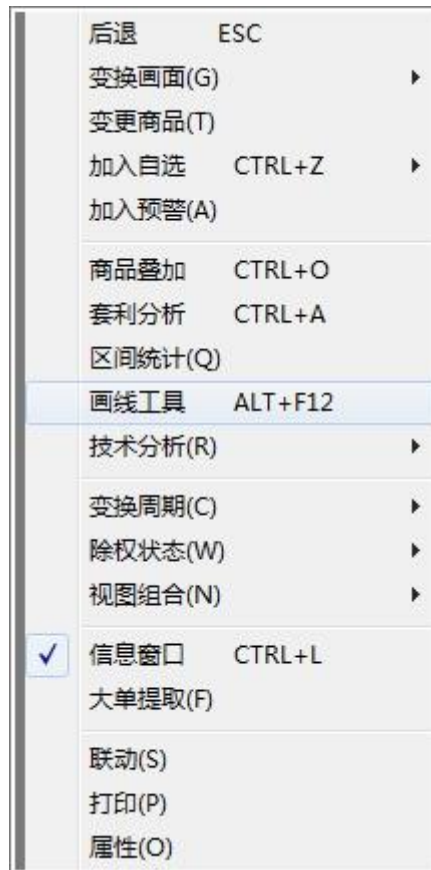 后退 ESC
变换画面(G)
变更商品(T)
加入自选 CTRL+Z
加入预警(A)
商品叠加 CTRL+O
套利分析 CTRL+A
区间统计(Q)
画线工具 ALT+F12
技术分析(R)
变换周期(C)
除权状态(W)
视图组合(N)
信息窗口 CTRL+L
大单提取(F)
联动(S)
打印(P)
属性(O)